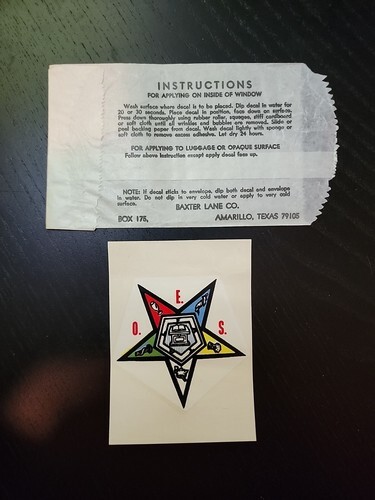 INSTRUCTIONS
FOR APPLYING ON INSIDE OF WINDOW
Wash surface where decal is to be placed. Dip decal in water for
20 or 30 seconds. Place decal in position, face down on surface.
Press down thoroughly using rubber roller, squegee, stiff cardboard
or soft cloth until all wrinkles and bubbles are removed. Slide or
peel backing paper from decal. Wash decal lightly with sponge or
soft cloth to remove excess adhesive. Let dry 24 hours.
FOR APPLYING TO LUGGAGE OR OPAQUE SURFACE
Follow above instruction except apply decal face up.
NOTE: If decal sticks to envelope, dip both decal and envelope
in water. Do not dip in very cold water or apply to very cold
surface.
BAXTER LANE CO.
BOX 175, AMARILLO, TEXAS 79105
E.
O. S.